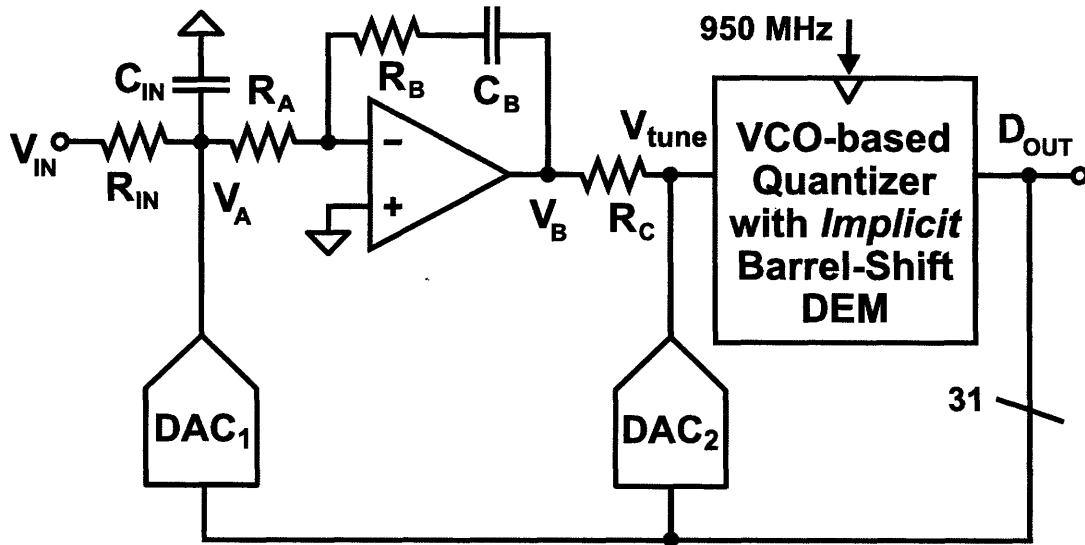 950 MHz
C_IN
R_A
R_B
C_B
V_IN
R_IN
V_A
−
+
V_B
R_C
V_tune
VCO-based
Quantizer
with Implicit
Barrel-Shift
DEM
D_OUT
DAC_1
DAC_2
31